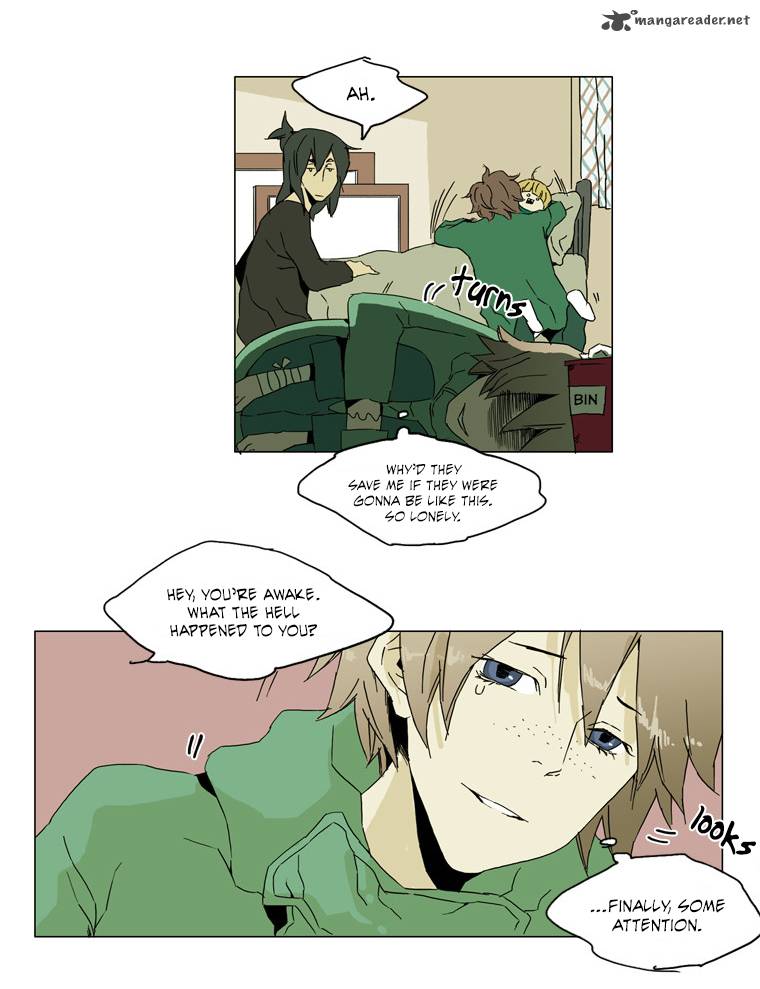 mangareader.net
AH.
turns
BIN
WHY'D THEY
SAVE ME IF THEY WERE
GONNA BE LIKE THIS.
SO LONELY.
HEY, YOU'RE AWAKE.
WHAT THE HELL
HAPPENED TO YOU?
looks
...FINALLY, SOME
ATTENTION.